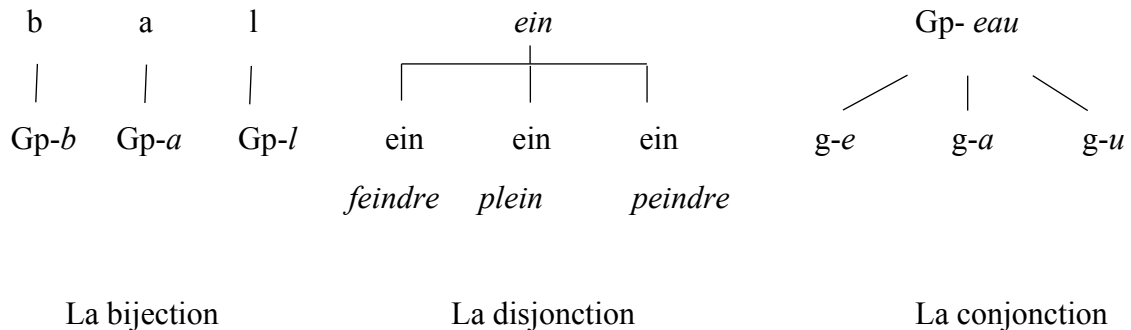 b a l ein Gp- eau
Gp-b Gp-a Gp-l ein ein ein g-e g-a g-u
feindre plein peindre
La bijection La disjonction La conjonction